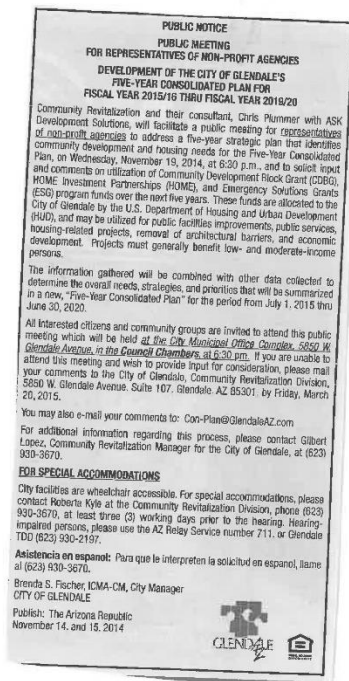 PUBLIC NOTICE
PUBLIC MEETING
FOR REPRESENTATIVES OF NON-PROFIT AGENCIES
DEVELOPMENT OF THE CITY OF GLENDALE'S
FIVE-YEAR CONSOLIDATED PLAN FOR
FISCAL YEAR 2015/16 THRU FISCAL YEAR 2019/20
Community Revitalization and their consultant, Chris Plummer with ASK
Development Solutions, will facilitate a public meeting for representatives
of non-profit agencies to address a five-year strategic plan that identifies
community development and housing needs for the Five-Year Consolidated
Plan, on Wednesday, November 19, 2014, at 6:30 p.m., and to solicit input
and comments on utilization of Community Development Block Grant (CDBG),
HOME Investment Partnerships (HOME), and Emergency Solutions Grants
(ESG) program funds over the next five years. These funds are allocated to the
City of Glendale by the U.S. Department of Housing and Urban Development
(HUD), and may be utilized for public facilities improvements, public services,
housing-related projects, removal of architectural barriers, and economic
development. Projects must generally benefit low- and moderate-income
persons.
The information gathered will be combined with other data collected to
determine the overall needs, strategies, and priorities that will be summarized
in a new, "Five-Year Consolidated Plan" for the period from July 1, 2015 thru
June 30, 2020.
All interested citizens and community groups are invited to attend this public
meeting which will be held at the City Municipal Office Complex, 5850 W.
Glendale Avenue, in the Council Chambers, at 6:30 pm. If you are unable to
attend this meeting and wish to provide input for consideration, please mail
your comments to the City of Glendale, Community Revitalization Division,
5850 W. Glendale Avenue. Suite 107. Glendale. AZ 85301. by Friday, March
20, 2015.
You may also e-mail your comments to: Con-Plan@GlendaleAZ.com
For additional information regarding this process, please contact Gilbert
Lopez, Community Revitalization Manager for the City of Glendale, at (623)
930-3670.
FOR SPECIAL ACCOMMODATIONS
City facilities are wheelchair accessible. For special accommodations, please
contact Roberta Kyle at the Community Revitalization Division, phone (623)
930-3670, at least three (3) working days prior to the hearing. Hearing-
impaired persons, please use the AZ Relay Service number 711. or Glendale
TDD (623) 930-2197.
Asistencia en espanol: Para que le interpreten la solicitud en espanol, llame
al (623) 930-3670.
Brenda S. Fischer, ICMA-CM, City Manager
CITY OF GLENDALE
Publish: The Arizona Republic
November 14. and 15. 2014
GLENDALE